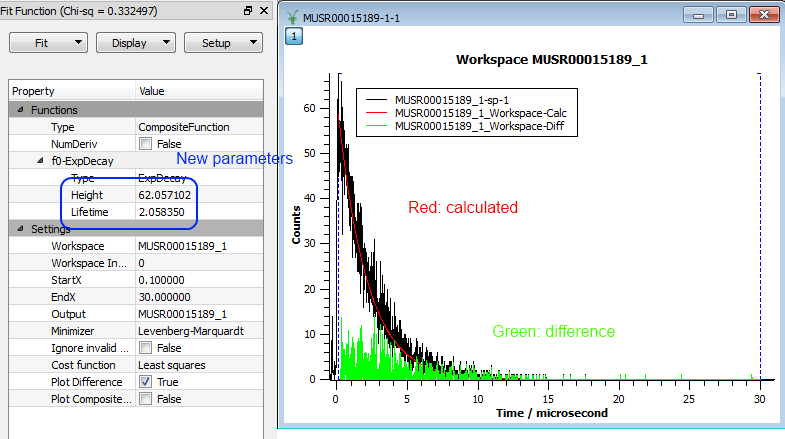 Fit Function (Chi-sq = 0.332497)
Fit
Display
Setup
Property Value
Functions
Type CompositeFunction
NumDeriv False
f0-ExpDecay
New parameters
Type ExpDecay
Height 62.057102
Lifetime 2.058350
Settings
Workspace MUSR00015189_1
Workspace In... 0
StartX 0.100000
EndX 30.000000
Output MUSR00015189_1
Minimizer Levenberg-Marquardt
Ignore invalid ... False
Cost function Least squares
Plot Difference True
Plot Composite... False
MUSR00015189-1-1
1
Workspace MUSR00015189_1
MUSR00015189_1-sp-1
MUSR00015189_1_Workspace-Calc
MUSR00015189_1_Workspace-Diff
Red: calculated
Green: difference
Counts
60
50
40
30
20
10
0
0 5 10 15 20 25 30
Time / microsecond